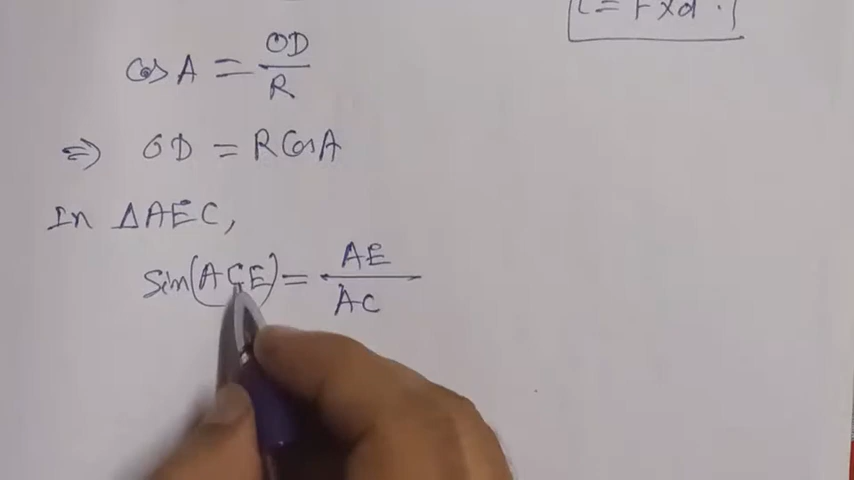 τ = F × d.
cos A = OD/R
⇒ OD = R cos A
In ΔAEC,
Sin(ACE) = AE/AC